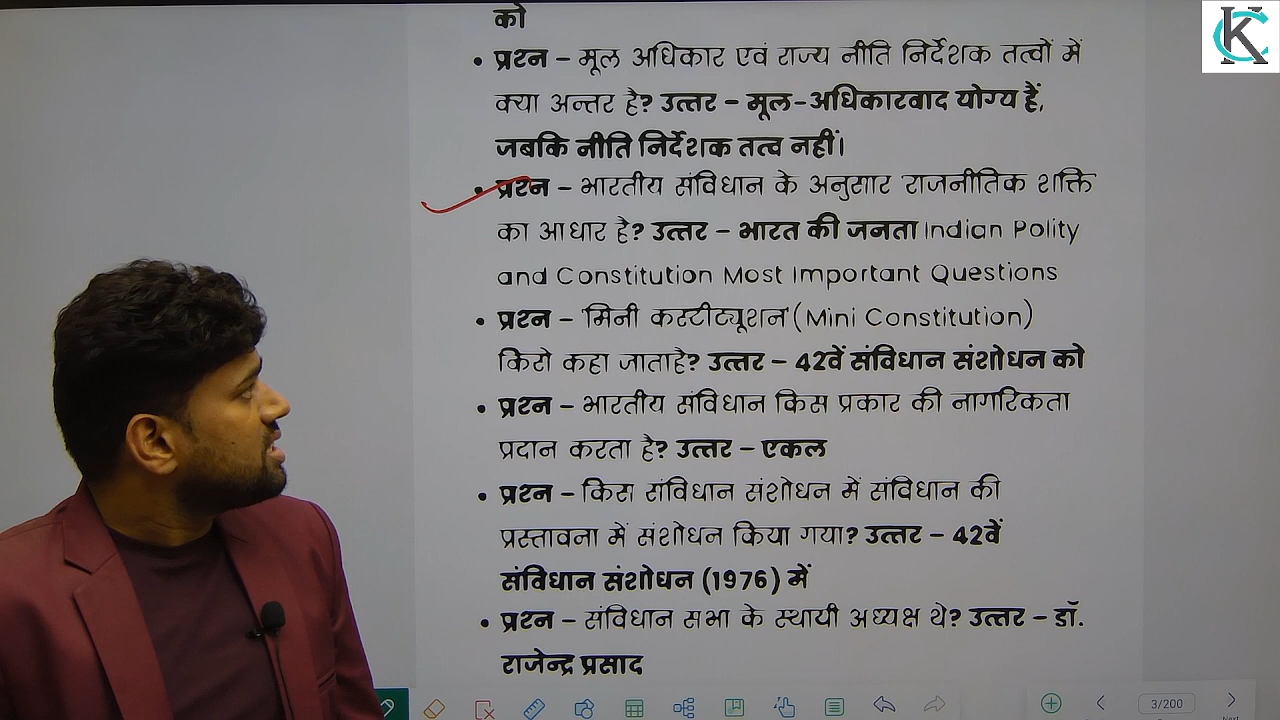 को
• प्रश्न – मूल अधिकार एवं राज्य नीति निर्देशक तत्वों में
क्या अन्तर है? उत्तर – मूल-अधिकारवाद योग्य हैं,
जबकि नीति निर्देशक तत्व नहीं।
• प्रश्न – भारतीय संविधान के अनुसार राजनीतिक शक्ति
का आधार है? उत्तर – भारत की जनता Indian Polity
and Constitution Most Important Questions
• प्रश्न – 'मिनी कस्टीट्यूशन' (Mini Constitution)
किसे कहा जाताहै? उत्तर – 42वें संविधान संशोधन को
• प्रश्न – भारतीय संविधान किस प्रकार की नागरिकता
प्रदान करता है? उत्तर – एकल
• प्रश्न – किस संविधान संशोधन में संविधान की
प्रस्तावना में संशोधन किया गया? उत्तर – 42वें
संविधान संशोधन (1976) में
• प्रश्न – संविधान सभा के स्थायी अध्यक्ष थे? उत्तर – डॉ.
राजेन्द्र प्रसाद
3/200
Next
KC